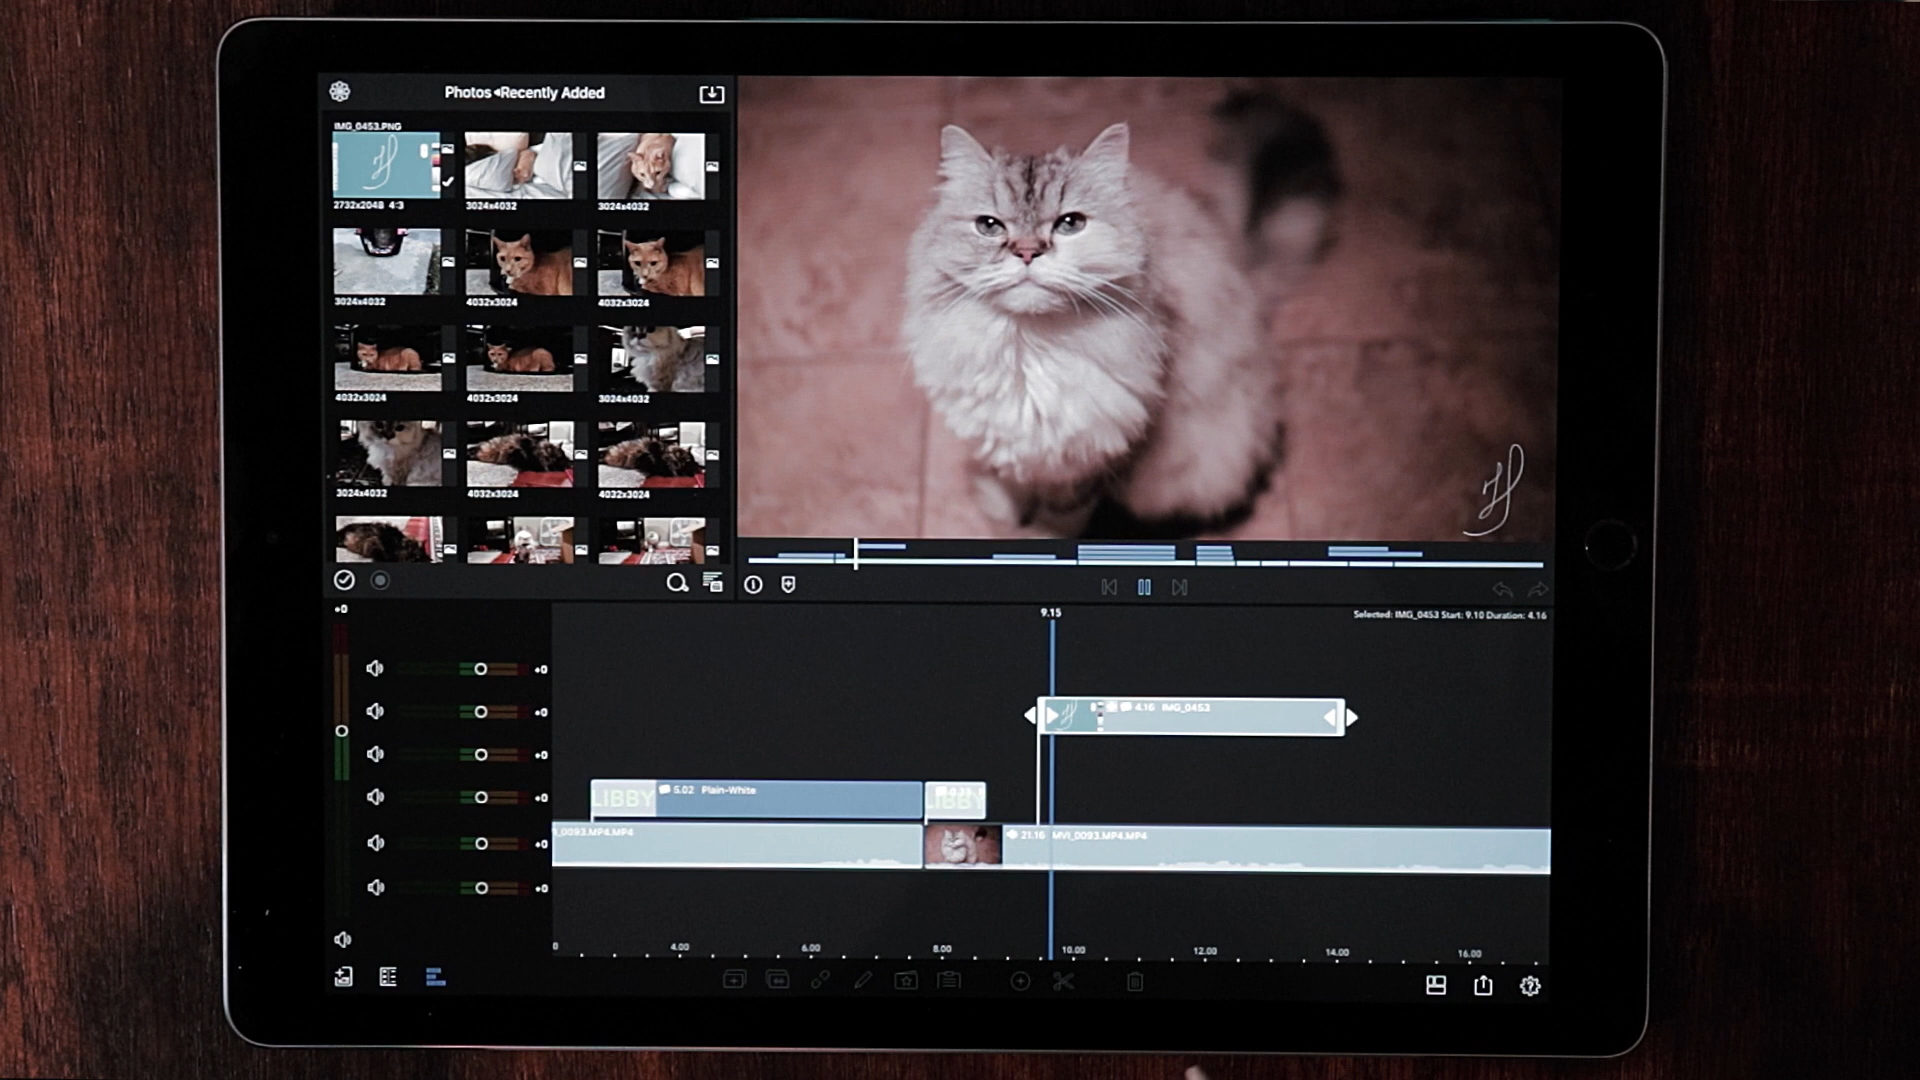 Photos◂Recently Added
IMG_0453.PNG
2732x2048 4:3
3024x4032
3024x4032
3024x4032
4032x3024
4032x3024
4032x3024
4032x3024
3024x4032
3024x4032
4032x3024
4032x3024
+0
9.15
Selected: IMG_0453 Start: 9.10 Duration: 4.16
+0
+0
4.16 IMG_0453
+0
+0
LIBBY
5.02 Plain-White
LIBBY
+0
_0093.MP4.MP4
21.16 MVI_0093.MP4.MP4
+0
0 4.00 6.00 8.00 10.00 12.00 14.00 16.00